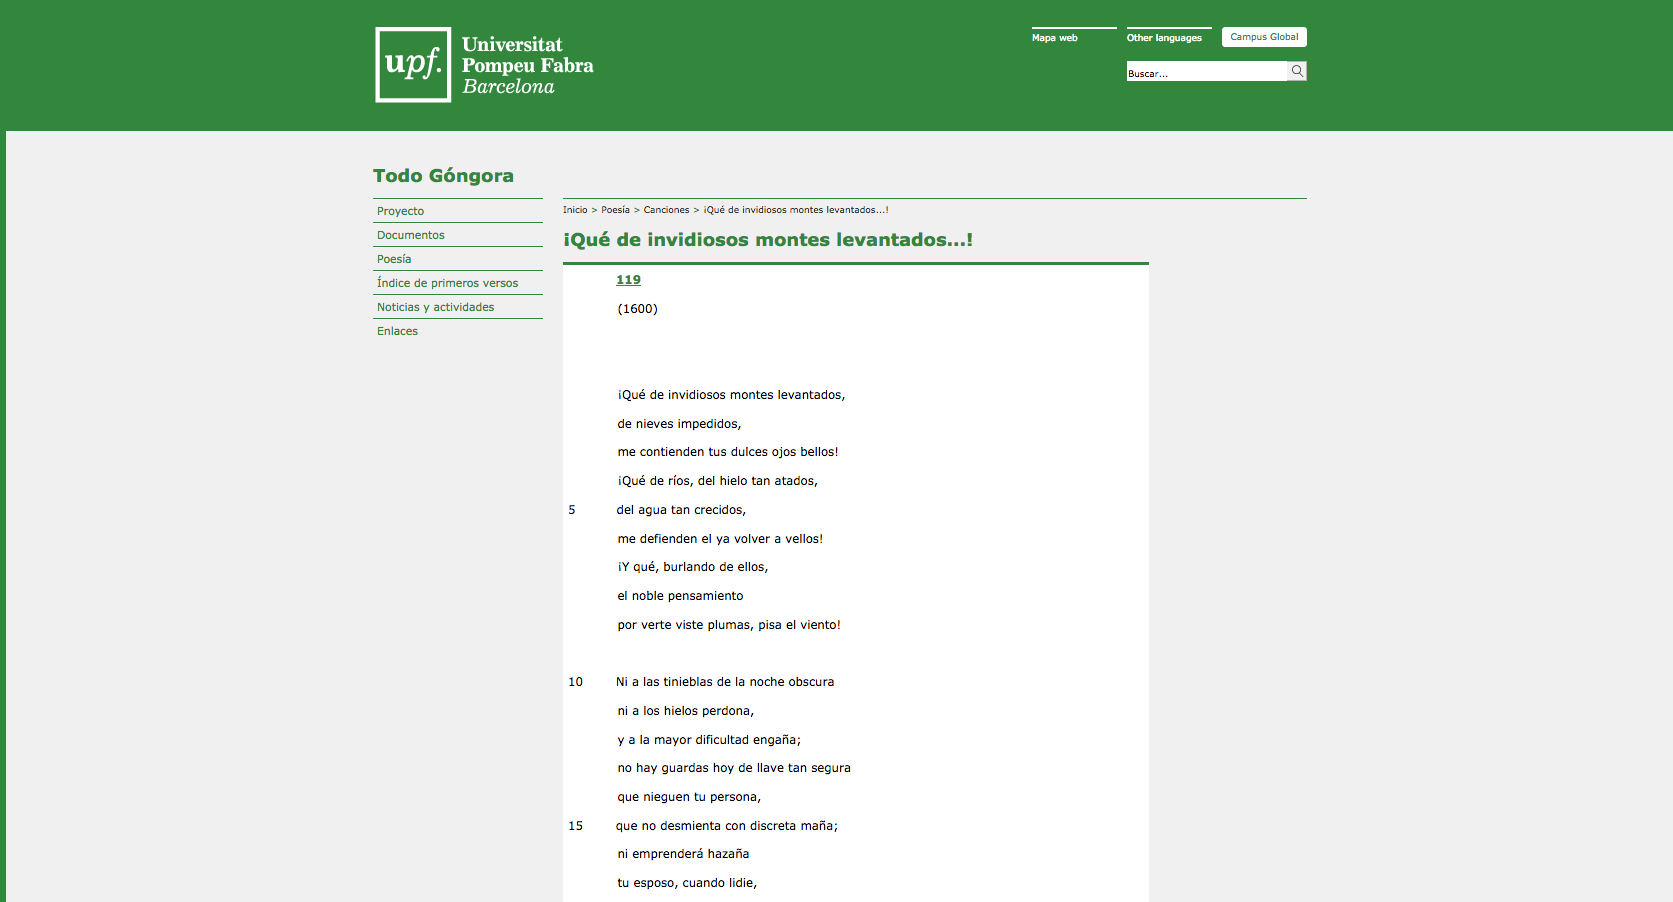 upf.
Universitat
Pompeu Fabra
Barcelona
Mapa web
Other languages
Campus Global
Buscar...
Todo Góngora
Proyecto
Documentos
Poesía
Índice de primeros versos
Noticias y actividades
Enlaces
Inicio > Poesía > Canciones > ¡Qué de invidiosos montes levantados...!
¡Qué de invidiosos montes levantados...!
119
(1600)
¡Qué de invidiosos montes levantados,
de nieves impedidos,
me contienden tus dulces ojos bellos!
¡Qué de ríos, del hielo tan atados,
5 del agua tan crecidos,
me defienden el ya volver a vellos!
¡Y qué, burlando de ellos,
el noble pensamiento
por verte viste plumas, pisa el viento!
10 Ni a las tinieblas de la noche obscura
ni a los hielos perdona,
y a la mayor dificultad engaña;
no hay guardas hoy de llave tan segura
que nieguen tu persona,
15 que no desmienta con discreta maña;
ni emprenderá hazaña
tu esposo, cuando lidie,